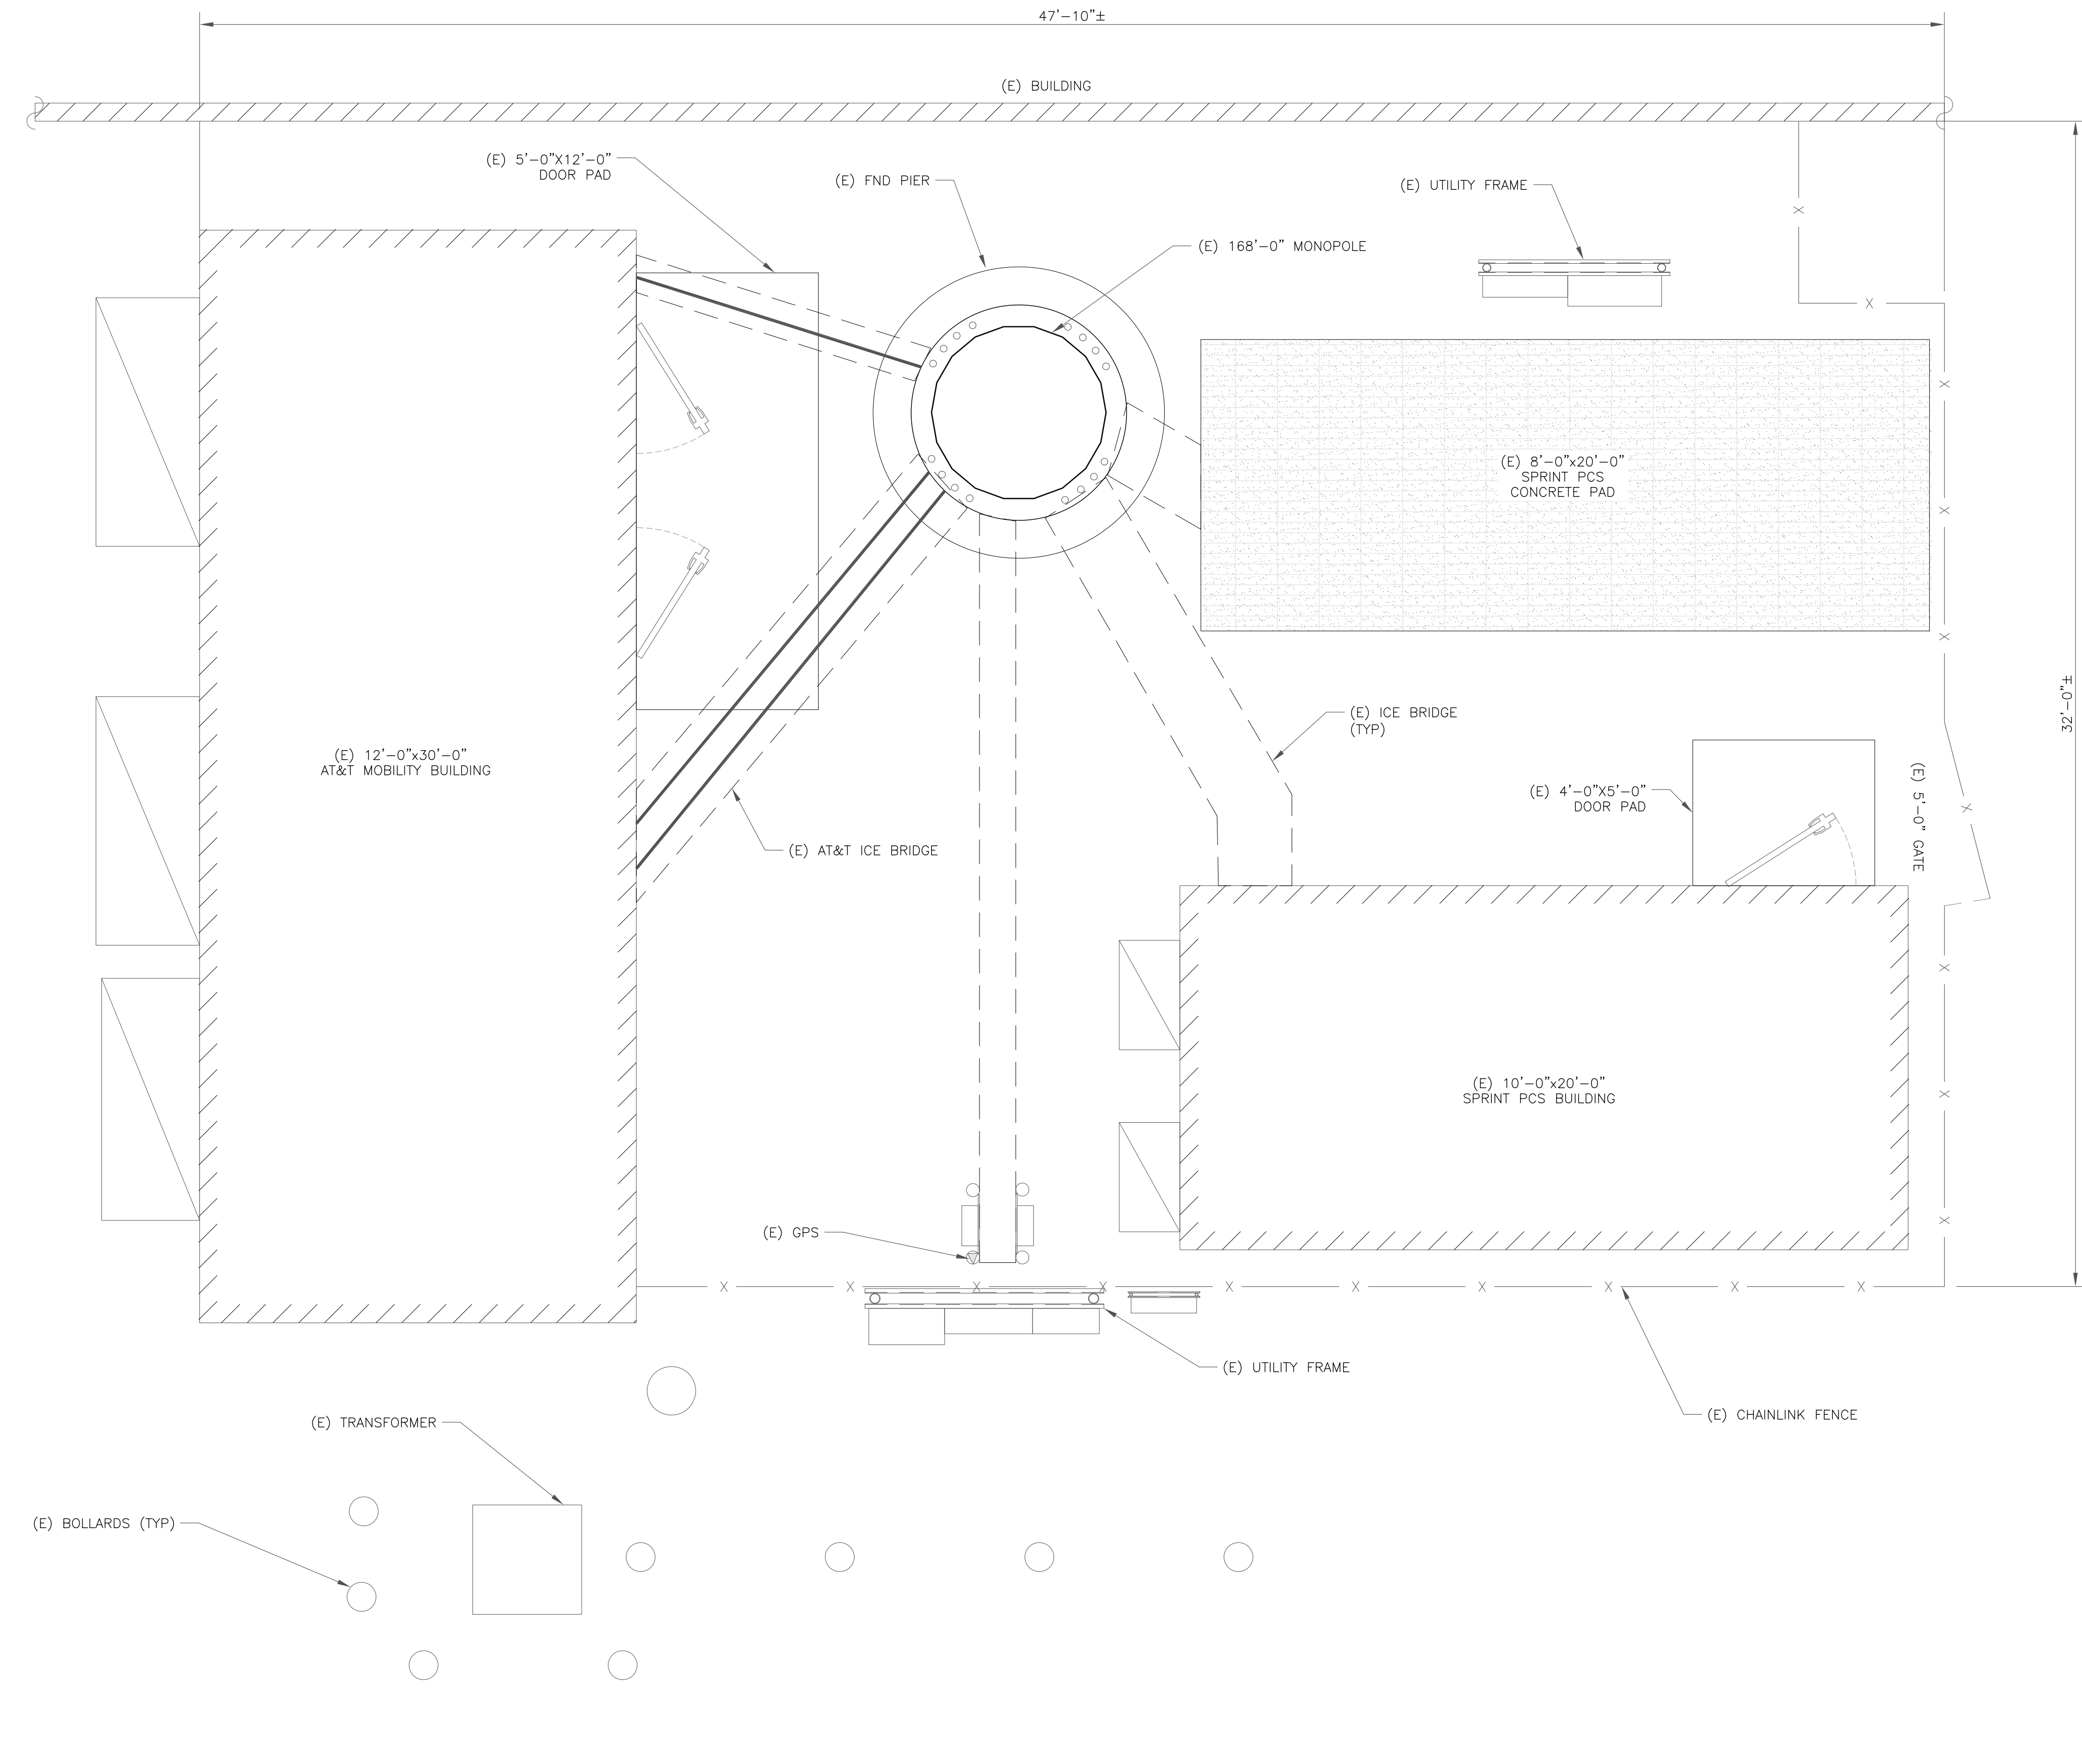 47'-10"±
(E) BUILDING
(E) 5'-0"X12'-0"
DOOR PAD
(E) FND PIER
(E) UTILITY FRAME
(E) 168'-0" MONOPOLE
(E) 8'-0"x20'-0"
SPRINT PCS
CONCRETE PAD
32'-0"±
(E) ICE BRIDGE
(TYP)
(E) 12'-0"x30'-0"
AT&T MOBILITY BUILDING
(E) 4'-0"X5'-0"
DOOR PAD
(E) 5'-0" GATE
(E) AT&T ICE BRIDGE
(E) 10'-0"x20'-0"
SPRINT PCS BUILDING
(E) GPS
(E) UTILITY FRAME
(E) CHAINLINK FENCE
(E) TRANSFORMER
(E) BOLLARDS (TYP)